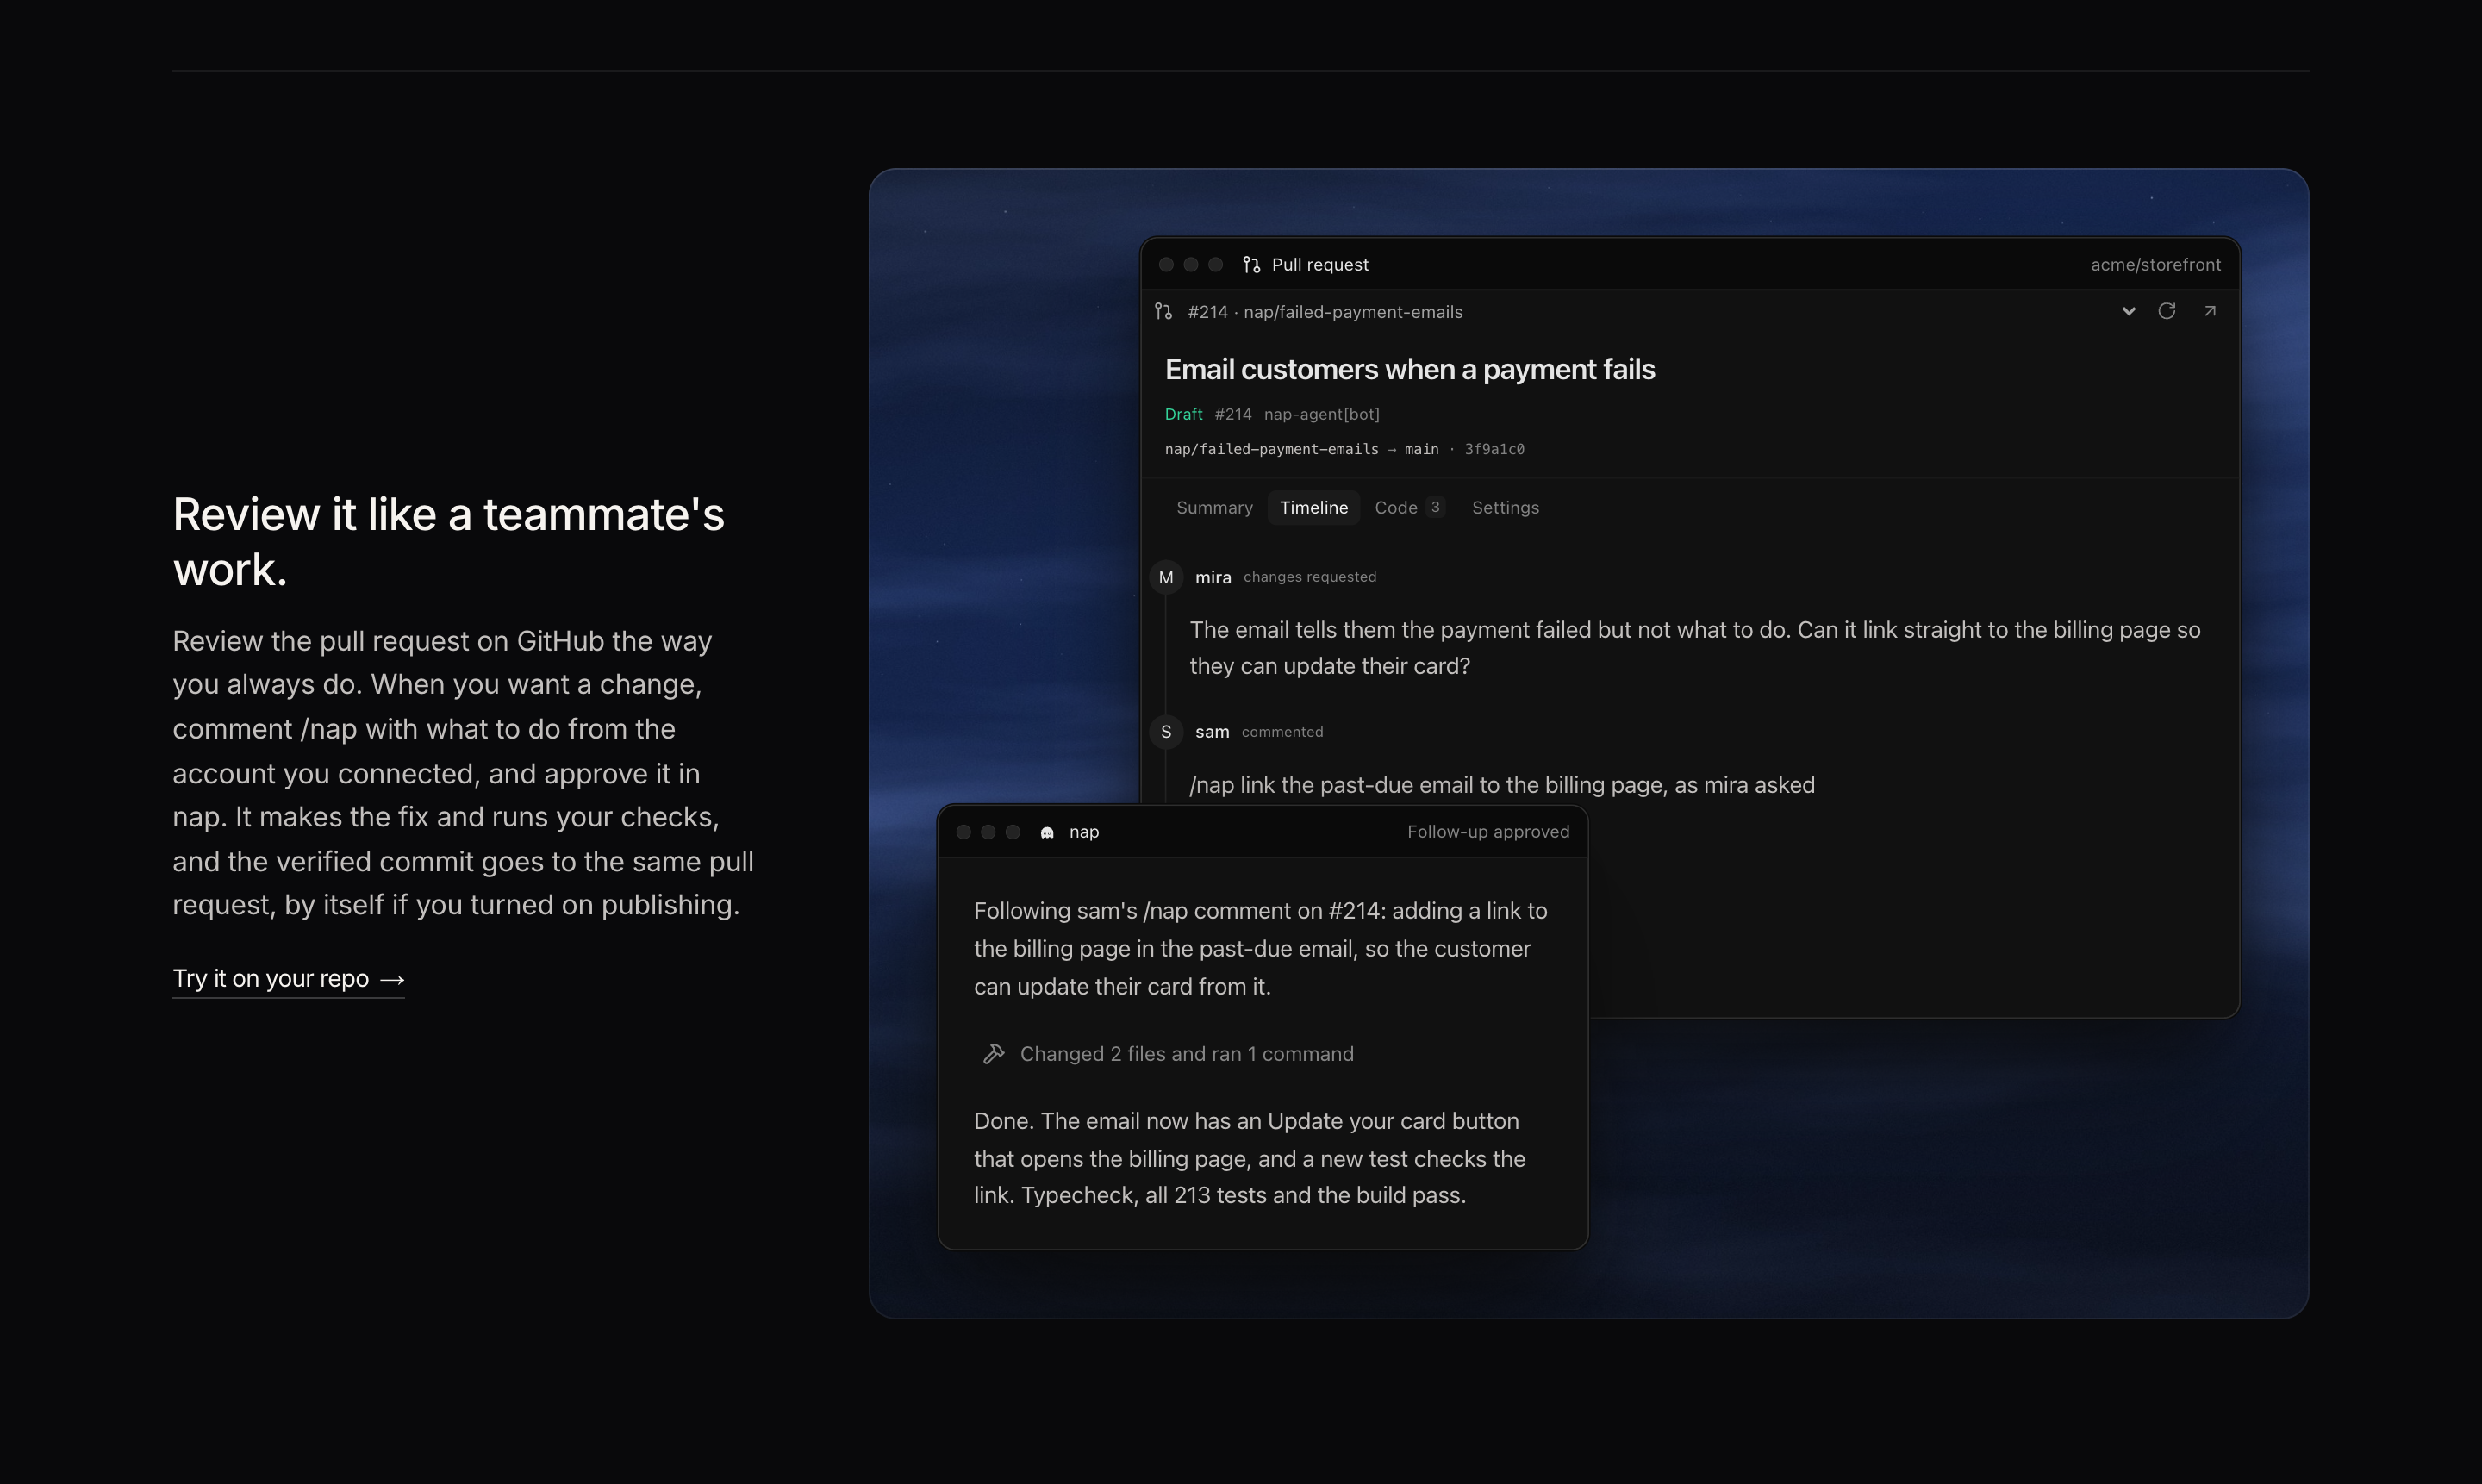 Review it like a teammate's
work.
Review the pull request on GitHub the way
you always do. When you want a change,
comment /nap with what to do from the
account you connected, and approve it in
nap. It makes the fix and runs your checks,
and the verified commit goes to the same pull
request, by itself if you turned on publishing.
Try it on your repo →
Pull request
acme/storefront
#214 · nap/failed-payment-emails
Email customers when a payment fails
Draft #214 nap-agent[bot]
nap/failed-payment-emails → main · 3f9a1c0
Summary Timeline Code 3 Settings
M mira changes requested
The email tells them the payment failed but not what to do. Can it link straight to the billing page so
they can update their card?
S sam commented
/nap link the past-due email to the billing page, as mira asked
nap
Follow-up approved
Following sam's /nap comment on #214: adding a link to
the billing page in the past-due email, so the customer
can update their card from it.
Changed 2 files and ran 1 command
Done. The email now has an Update your card button
that opens the billing page, and a new test checks the
link. Typecheck, all 213 tests and the build pass.